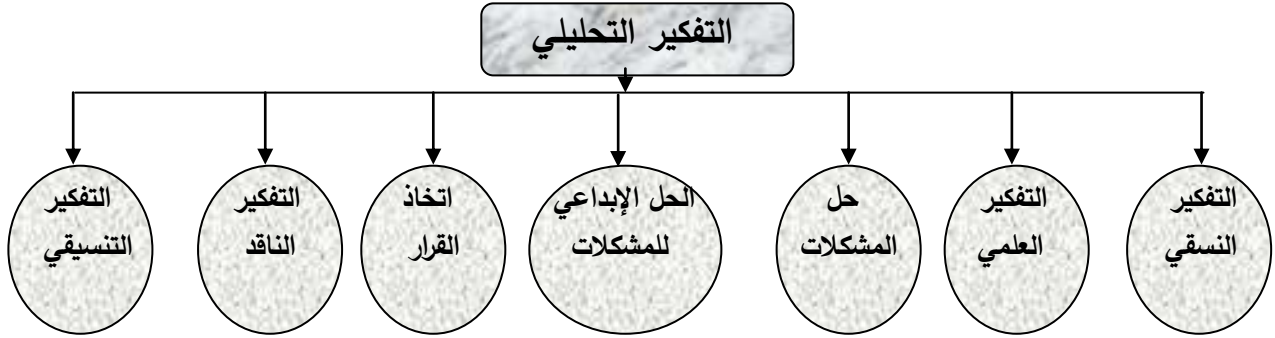 التفكير التحليلي
التفكير
النسقي
التفكير
العلمي
حل
المشكلات
الحل الإبداعي
للمشكلات
اتخاذ
القرار
التفكير
الناقد
التفكير
التنسيقي